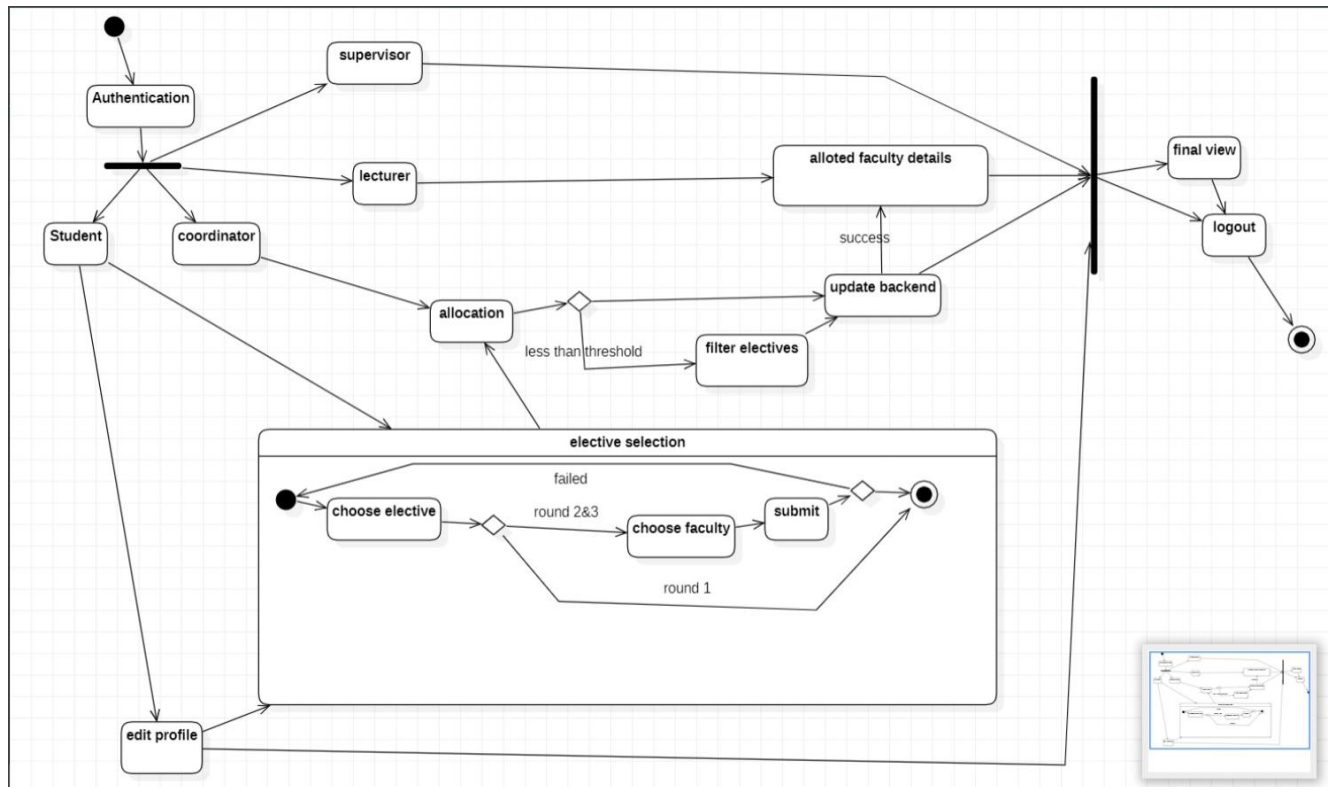 supervisor
Authentication
alloted faculty details
final view
lecturer
Student
coordinator
logout
success
update backend
allocation
less than threshold
filter electives
elective selection
failed
choose elective
round 2&3
choose faculty
submit
round 1
edit profile